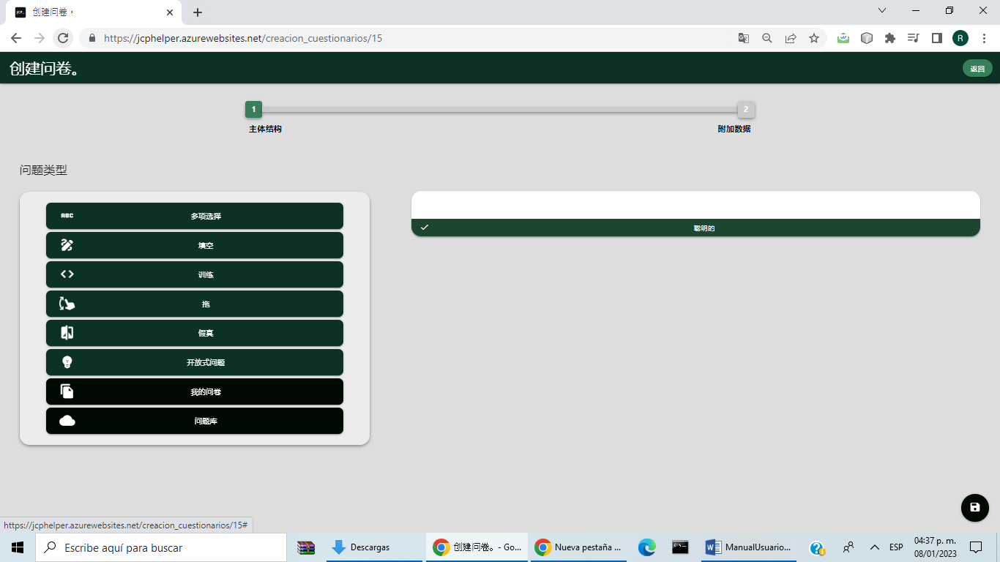 JCP_ 创建问卷。
https://jcphelper.azurewebsites.net/creacion_cuestionarios/15
R
创建问卷。
返回
1
2
主体结构
附加数据
问题类型
ABC 多项选择
填空
训练
拖
假真
开放式问题
我的问卷
问题库
聪明的
https://jcphelper.azurewebsites.net/creacion_cuestionarios/15#
Escribe aquí para buscar
Descargas
创建问卷。 - Go...
Nueva pestaña ...
ManualUsuario...
ESP
04:37 p. m.
08/01/2023